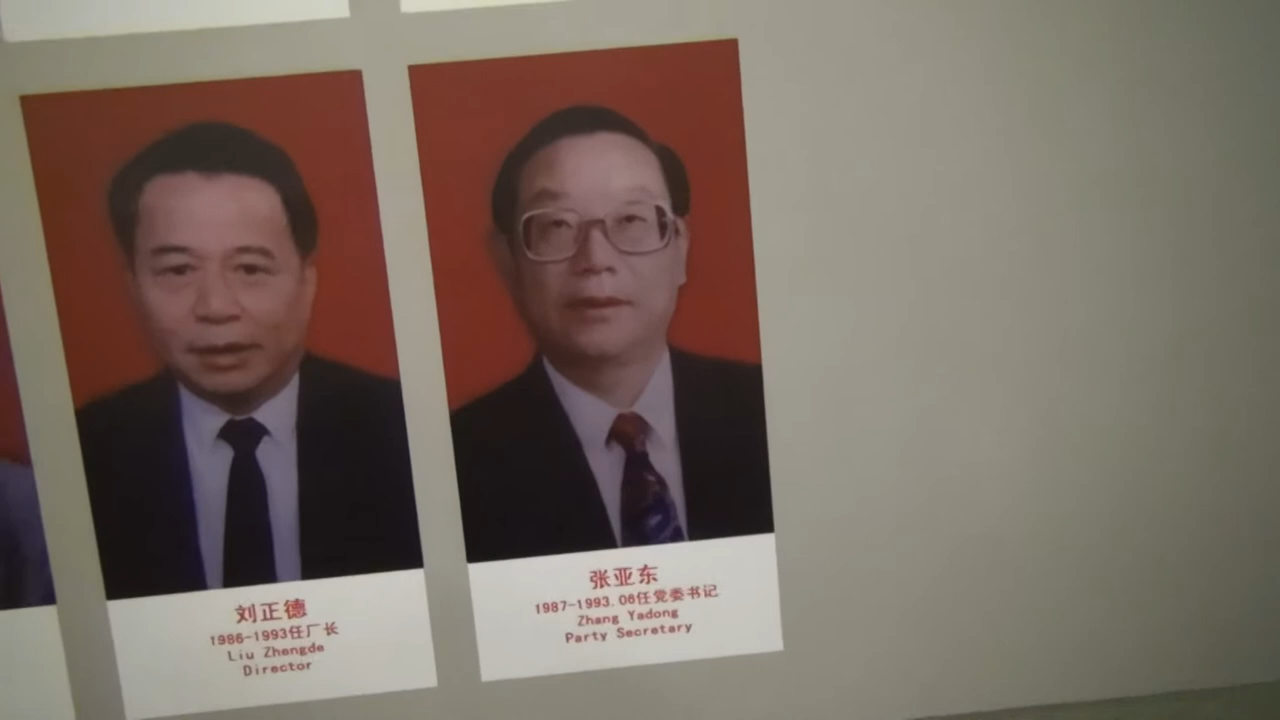 刘正德
1986-1993任厂长
Liu Zhengde
Director
张亚东
1987-1993.06任党委书记
Zhang Yadong
Party Secretary